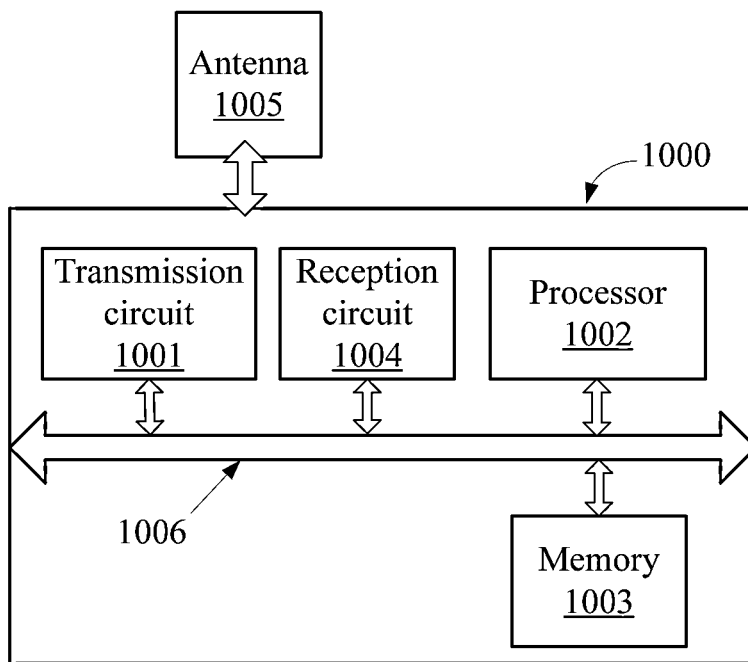 Antenna
1005
1000
Transmission
circuit
1001
Reception
circuit
1004
Processor
1002
1006
Memory
1003